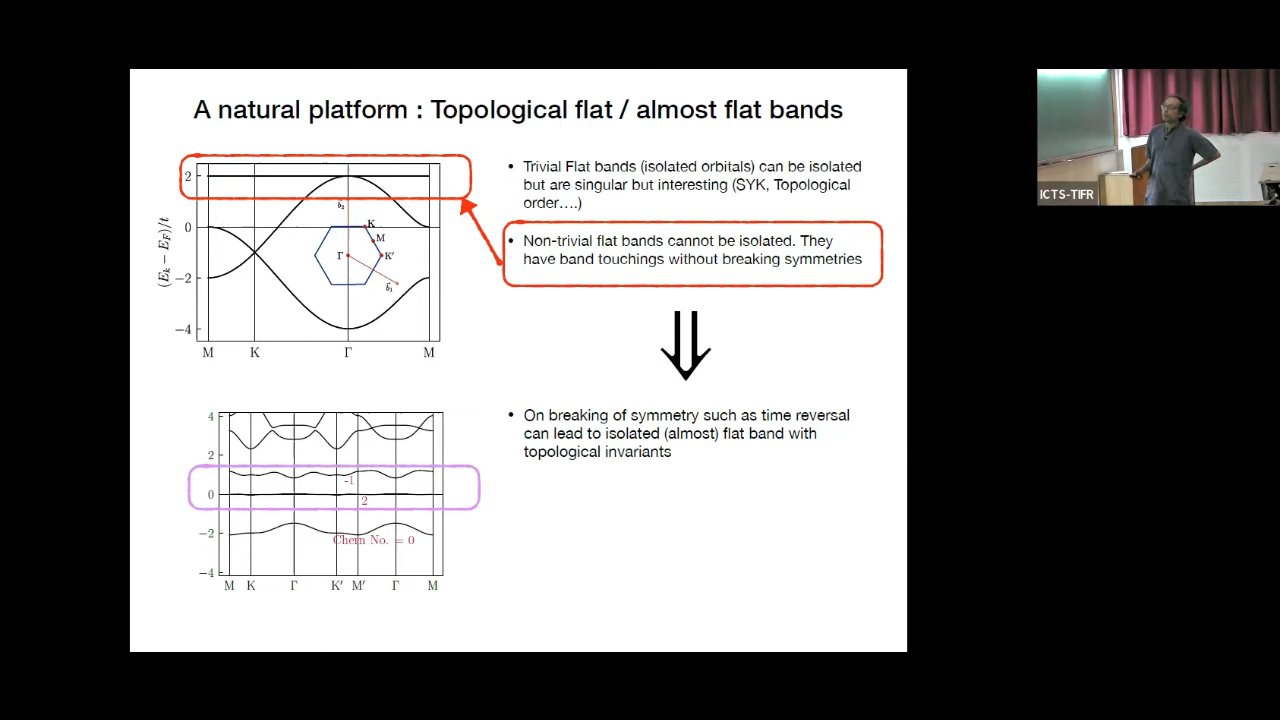 A natural platform : Topological flat / almost flat bands
2
0
−2
−4
(E_k − E_F)/t
M K Γ M
b⃗₂
K
M
Γ K′
b⃗₁
• Trivial Flat bands (isolated orbitals) can be isolated
but are singular but interesting (SYK, Topological
order….)
• Non-trivial flat bands cannot be isolated. They
have band touchings without breaking symmetries
4
2
0
−2
−4
-1
2
Chern No. = 0
M K Γ K′ M′ Γ M
• On breaking of symmetry such as time reversal
can lead to isolated (almost) flat band with
topological invariants
ICTS-TIFR